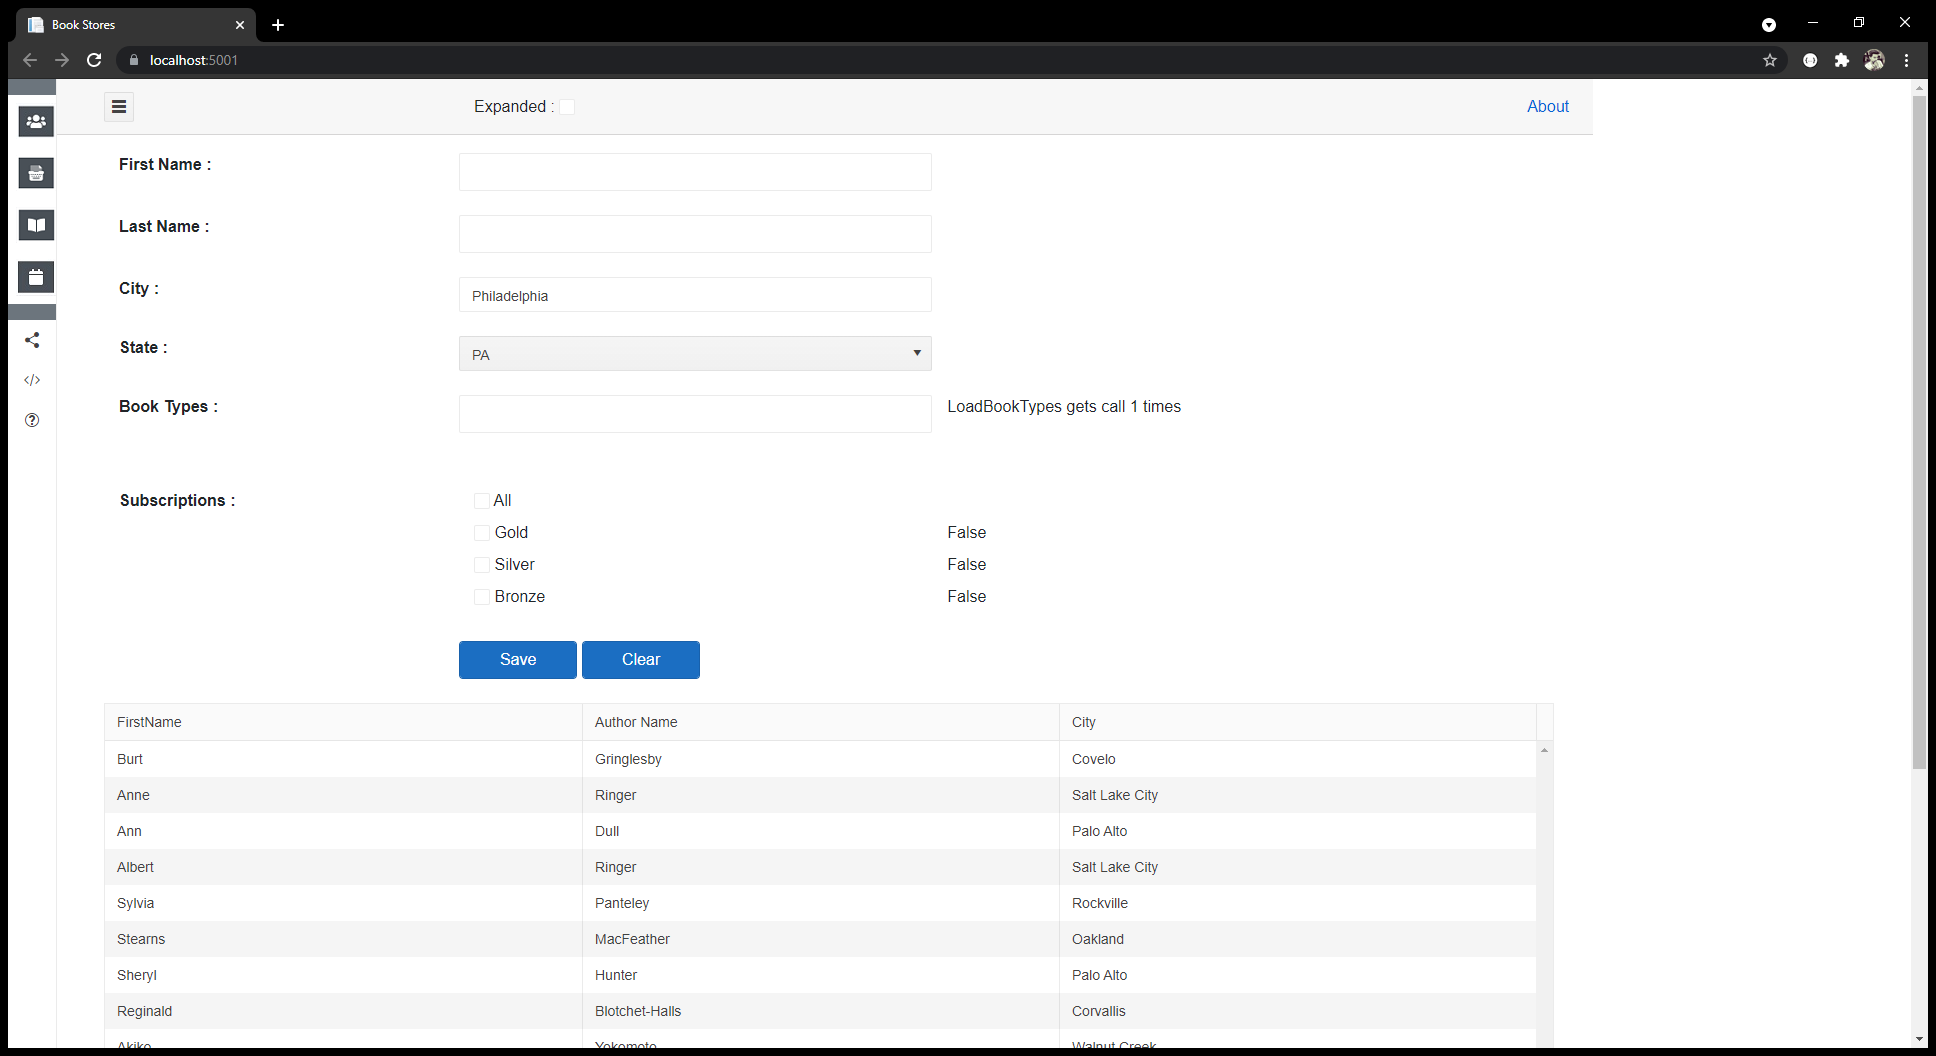 Book Stores
localhost:5001
Expanded :
About
First Name :
Last Name :
City :
Philadelphia
State :
PA
Book Types :
LoadBookTypes gets call 1 times
Subscriptions :
All
Gold
False
Silver
False
Bronze
False
Save
Clear
FirstName Author Name City
Burt Gringlesby Covelo
Anne Ringer Salt Lake City
Ann Dull Palo Alto
Albert Ringer Salt Lake City
Sylvia Panteley Rockville
Stearns MacFeather Oakland
Sheryl Hunter Palo Alto
Reginald Blotchet-Halls Corvallis
Akiko Yokomoto Walnut Creek